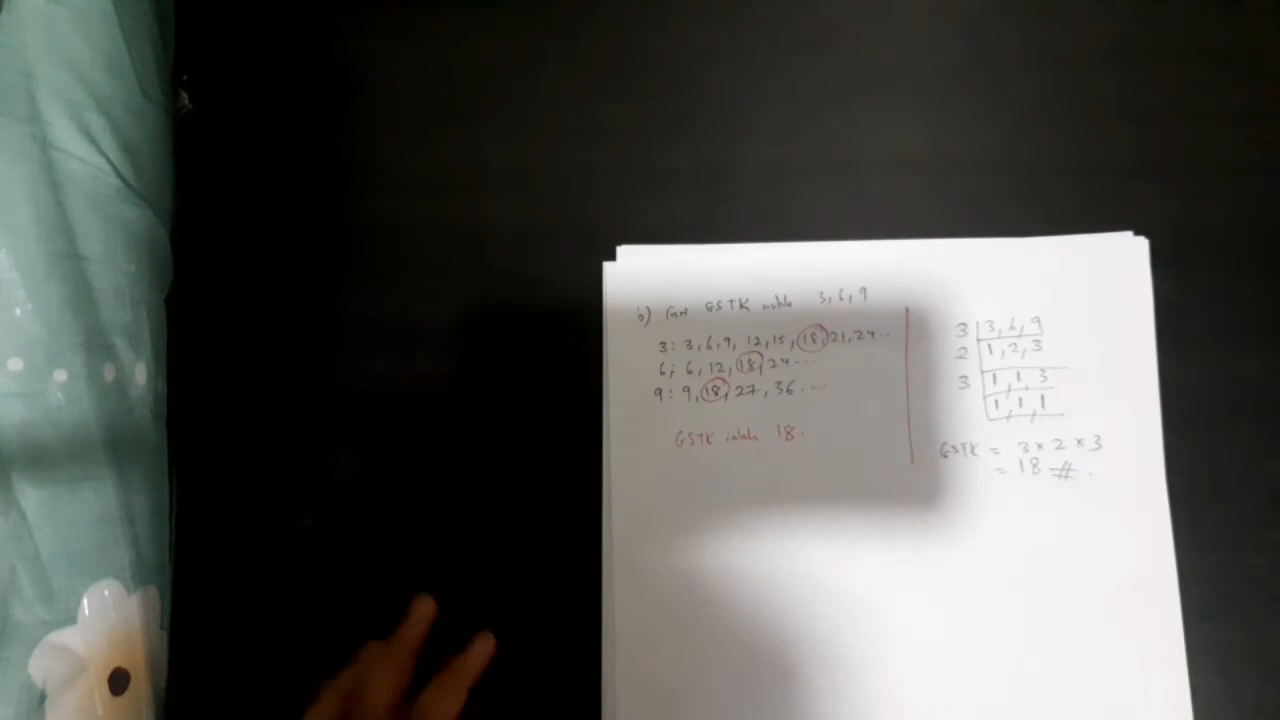 b) Cari GSTK untuk 3, 6, 9
3: 3, 6, 9, 12, 15, 18, 21, 24 ...
6: 6, 12, 18, 24 ....
9: 9, 18, 27, 36 ....
GSTK ialah 18.
3 | 3, 6, 9
2 | 1, 2, 3
3 | 1, 1, 3
1, 1, 1
GSTK = 3 × 2 × 3
= 18 #.